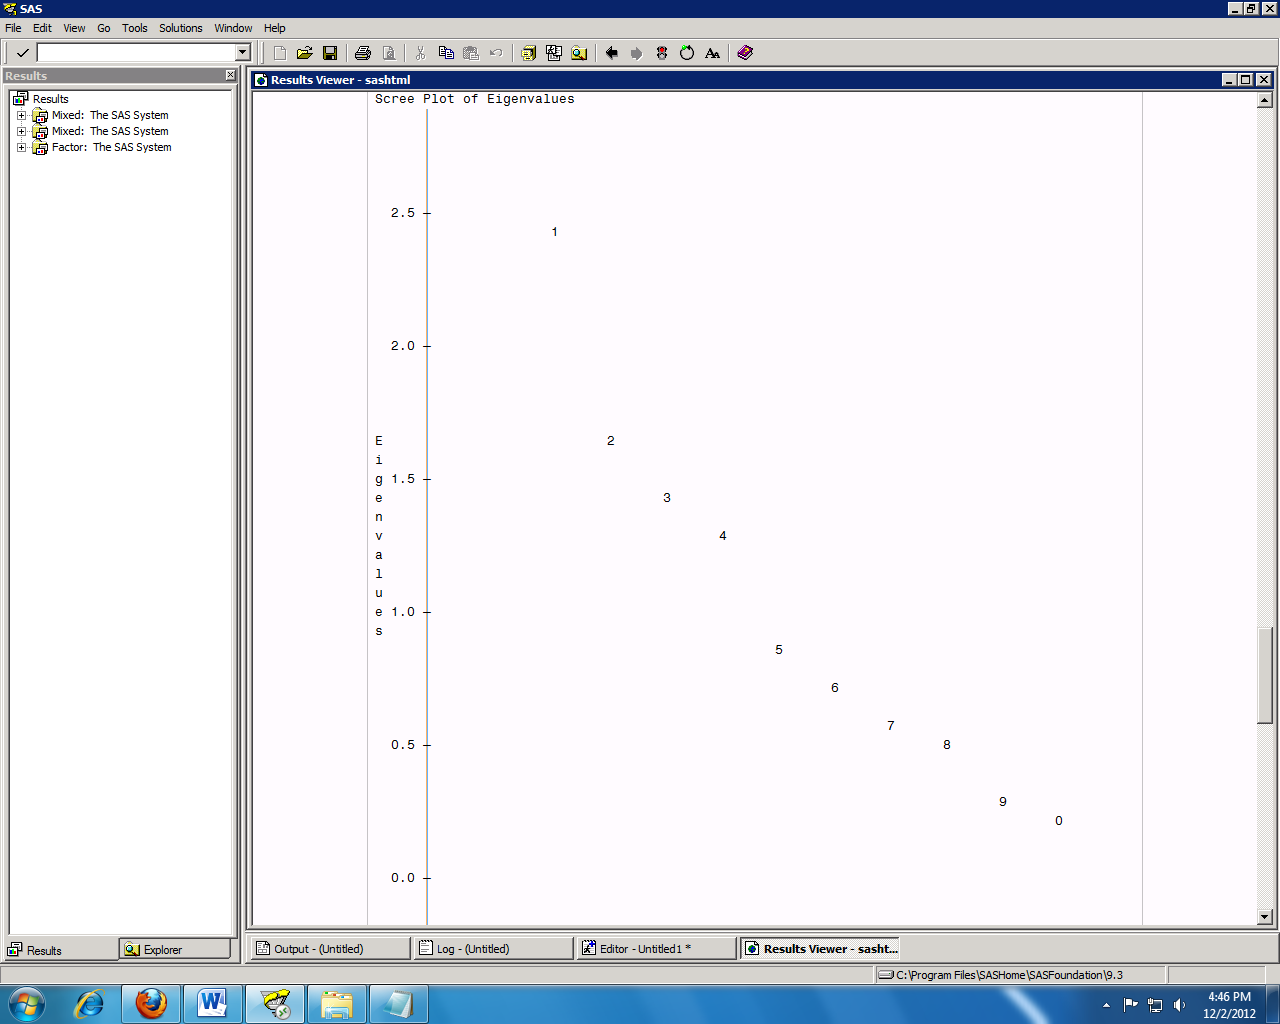 SAS
File Edit View Go Tools Solutions Window Help
Results
Results Viewer - sashtml
Results
Mixed: The SAS System
Mixed: The SAS System
Factor: The SAS System
Scree Plot of Eigenvalues
2.5
1
2.0
Eigenvalues
2
1.5
3
4
1.0
5
6
7
0.5
8
9
0
0.0
Results
Explorer
Output - (Untitled)
Log - (Untitled)
Editor - Untitled1 *
Results Viewer - sasht...
C:\Program Files\SASHome\SASFoundation\9.3
4:46 PM
12/2/2012